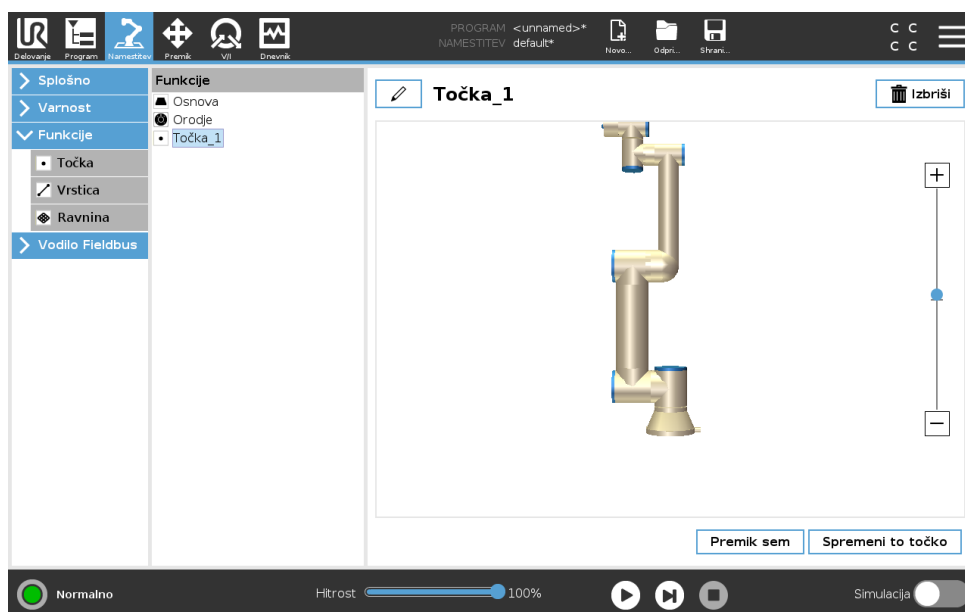 PROGRAM <unnamed>*
NAMESTITEV default*
Delovanje
Program
Namestitev
Premik
V/I
Dnevnik
Novo...
Odpri...
Shrani...
C C
C C
Splošno
Varnost
Funkcije
Točka
Vrstica
Ravnina
Vodilo Fieldbus
Funkcije
Osnova
Orodje
Točka_1
Točka_1
Izbriši
Premik sem
Spremeni to točko
Normalno
Hitrost
100%
Simulacija